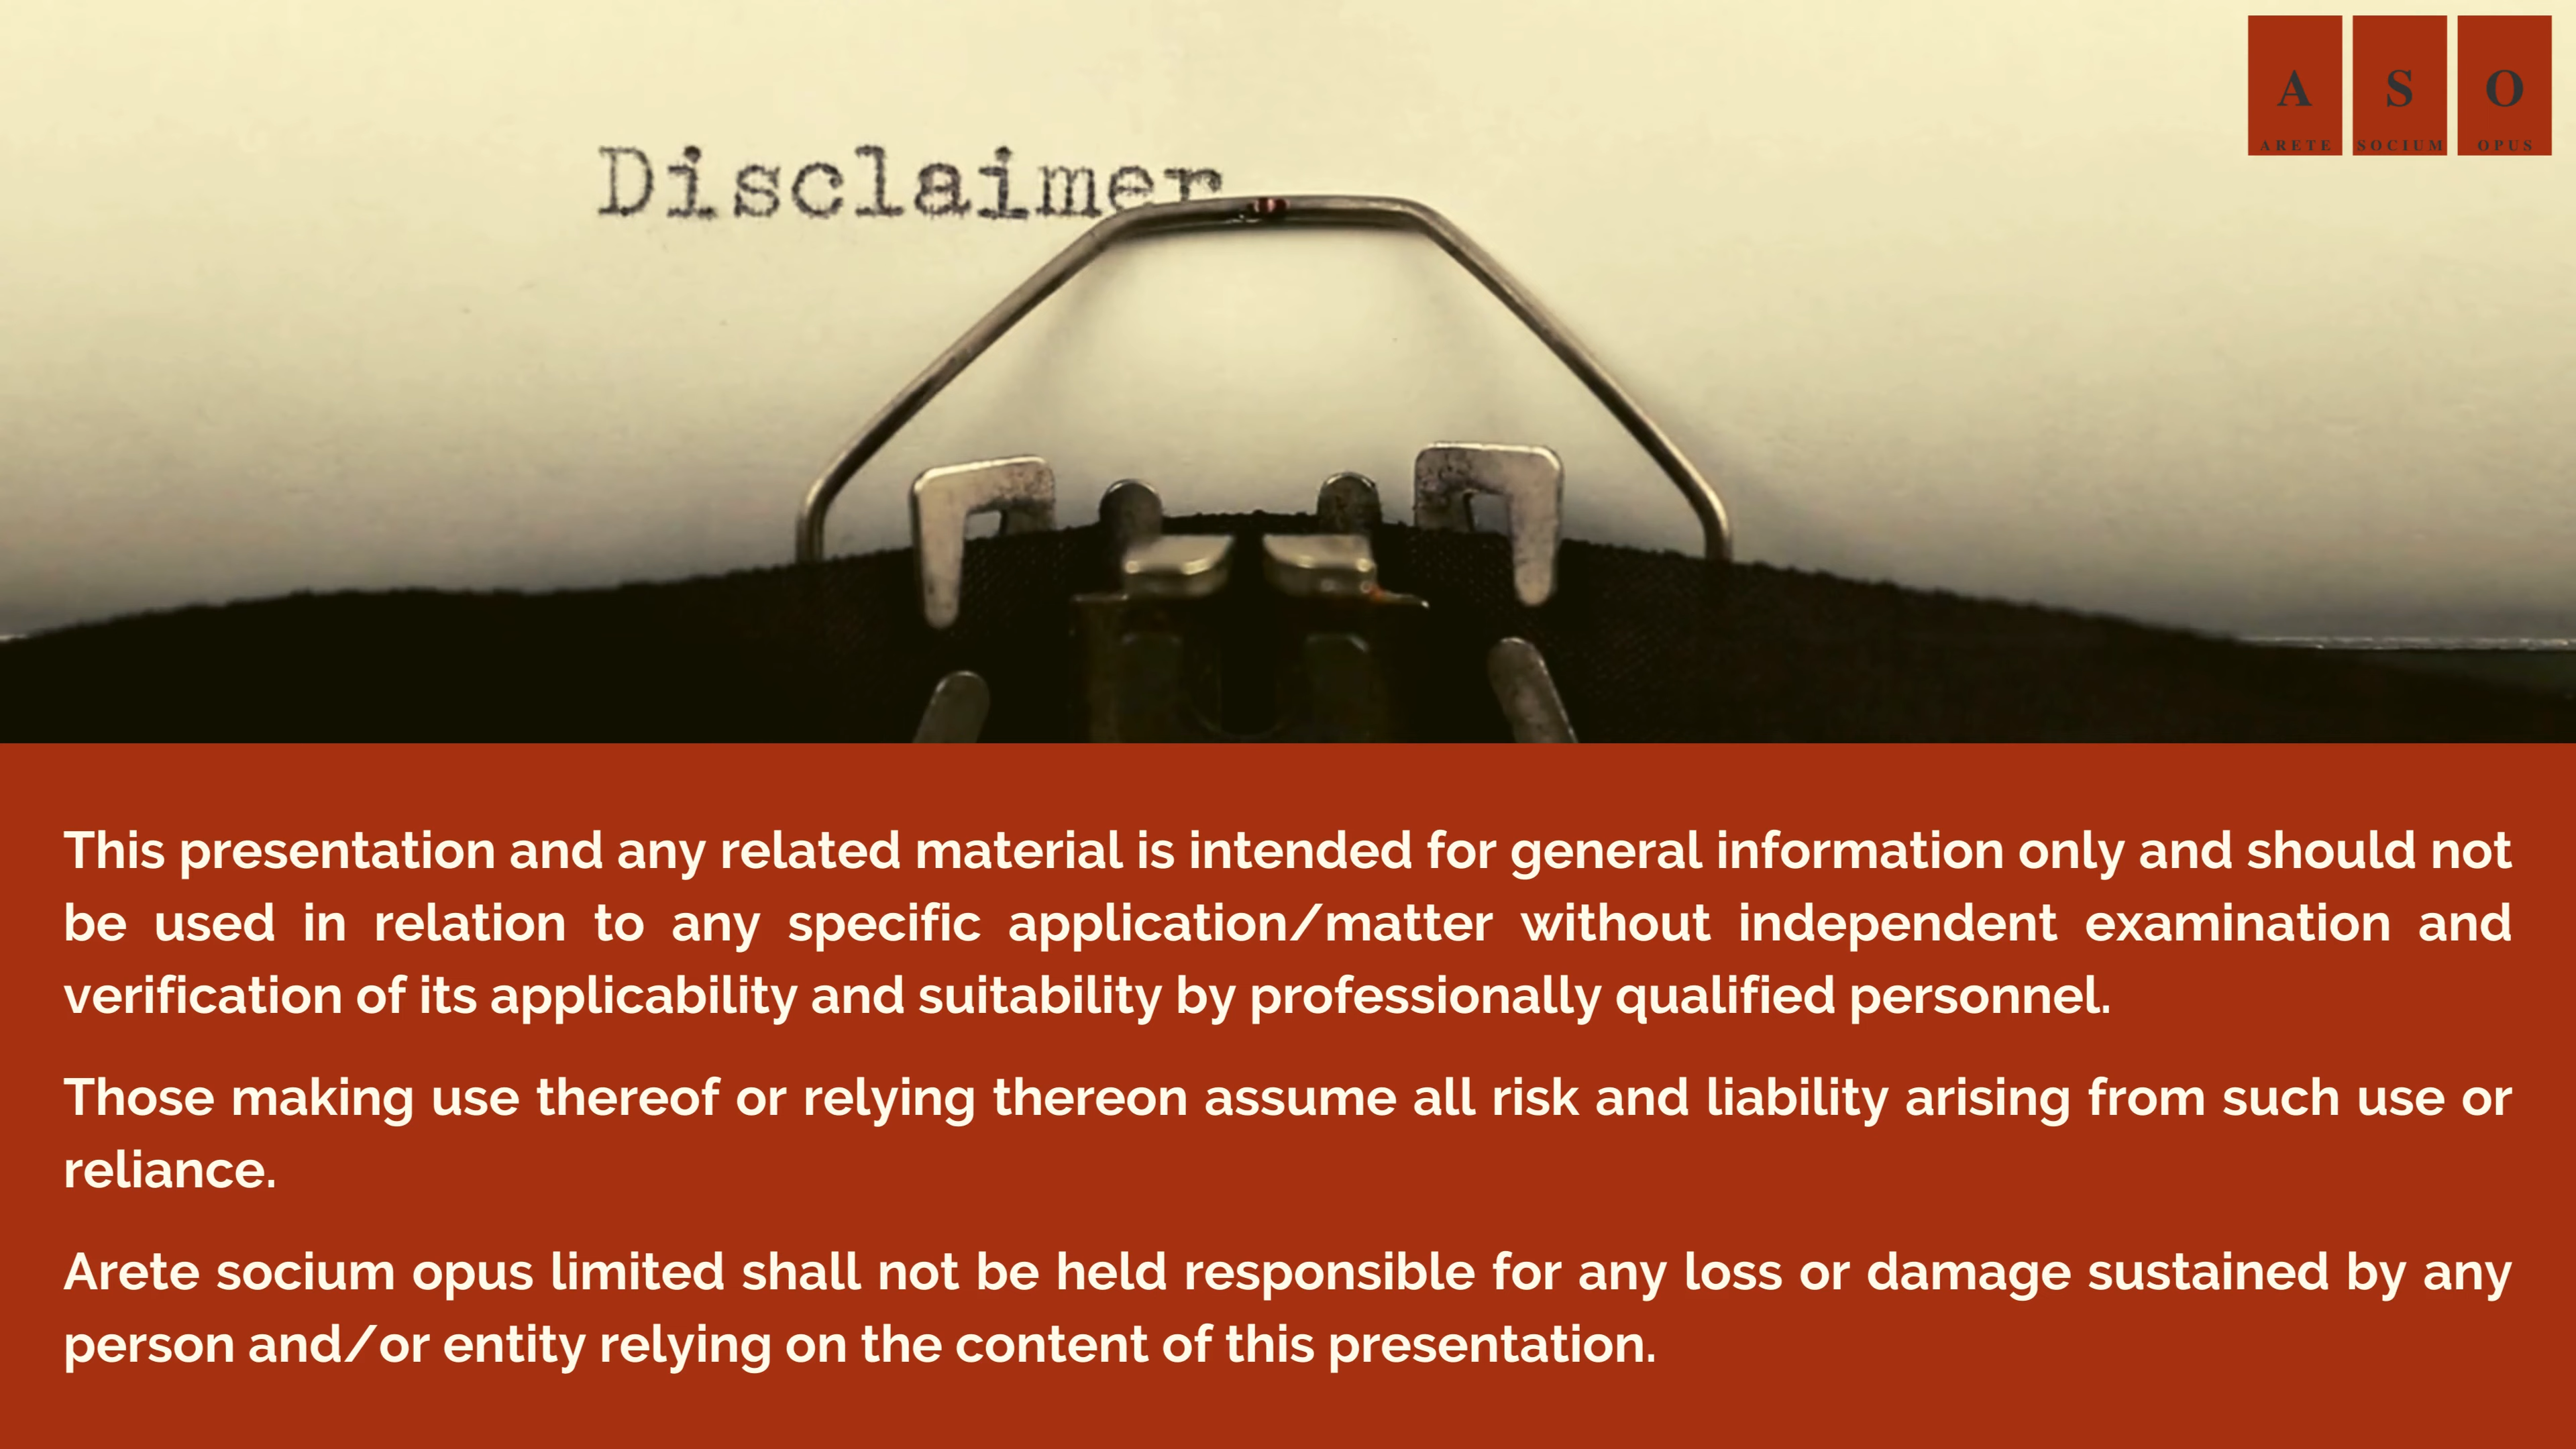 Disclaimer
A S O
ARETE SOCIUM OPUS
This presentation and any related material is intended for general information only and should not
be used in relation to any specific application/matter without independent examination and
verification of its applicability and suitability by professionally qualified personnel.
Those making use thereof or relying thereon assume all risk and liability arising from such use or
reliance.
Arete socium opus limited shall not be held responsible for any loss or damage sustained by any
person and/or entity relying on the content of this presentation.